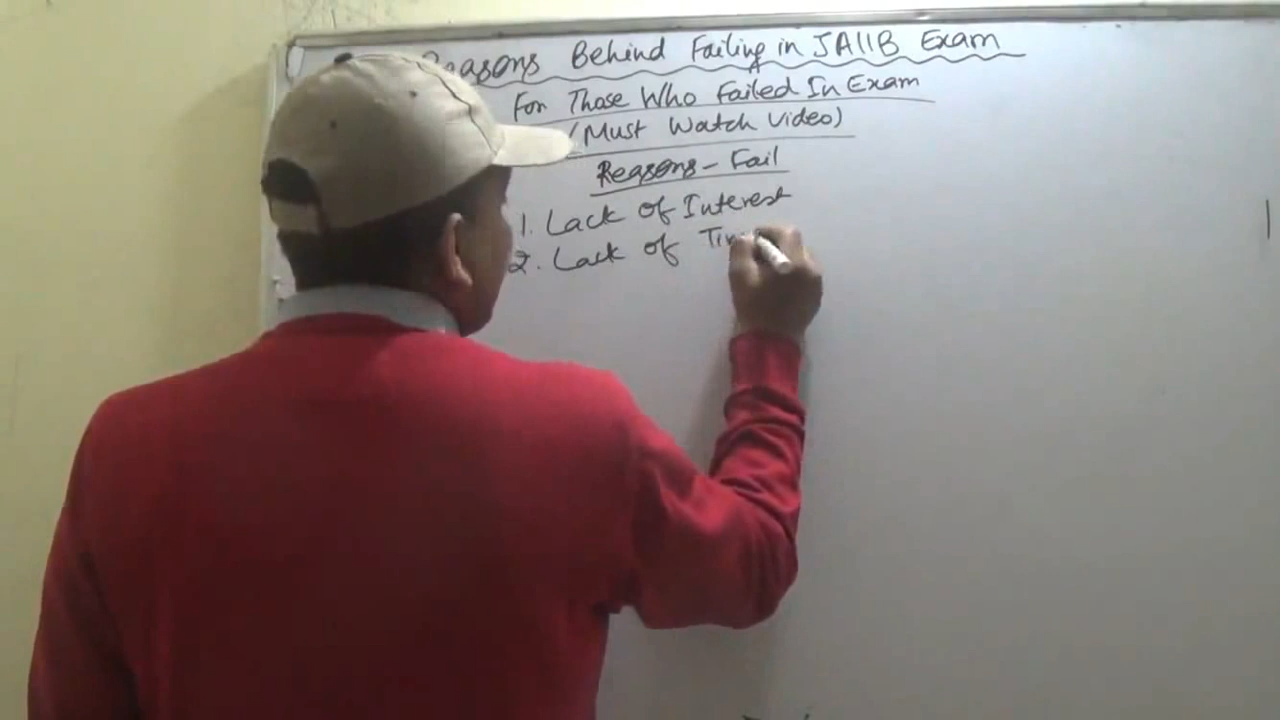 Reasons Behind Failing in JAIIB Exam
For Those Who Failed In Exam
(Must Watch Video)
Reasons - Fail
1. Lack of Interest
2. Lack of